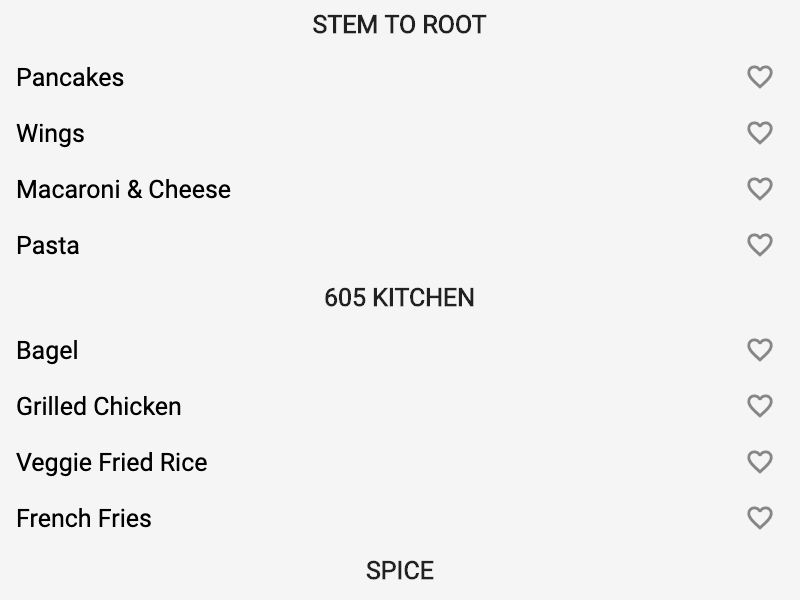 STEM TO ROOT
Pancakes
Wings
Macaroni & Cheese
Pasta
605 KITCHEN
Bagel
Grilled Chicken
Veggie Fried Rice
French Fries
SPICE